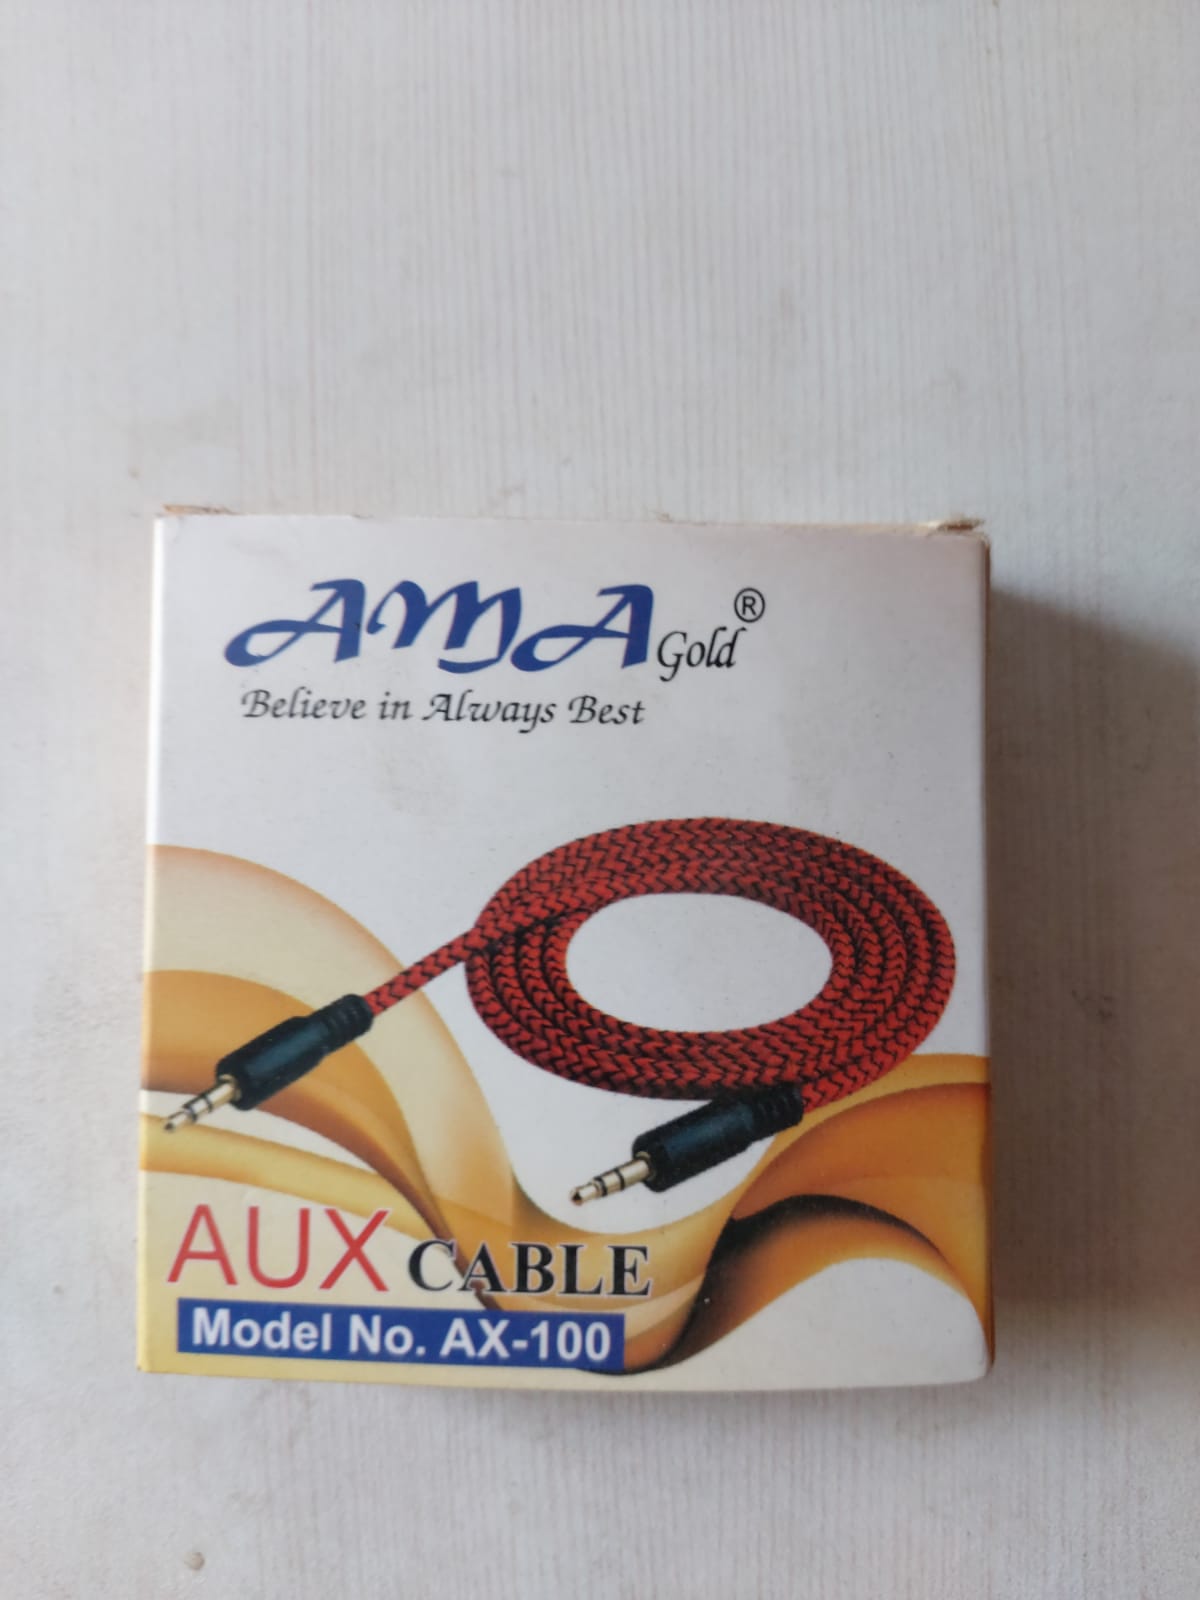 AMA Gold®
Believe in Always Best
AUX CABLE
Model No. AX-100